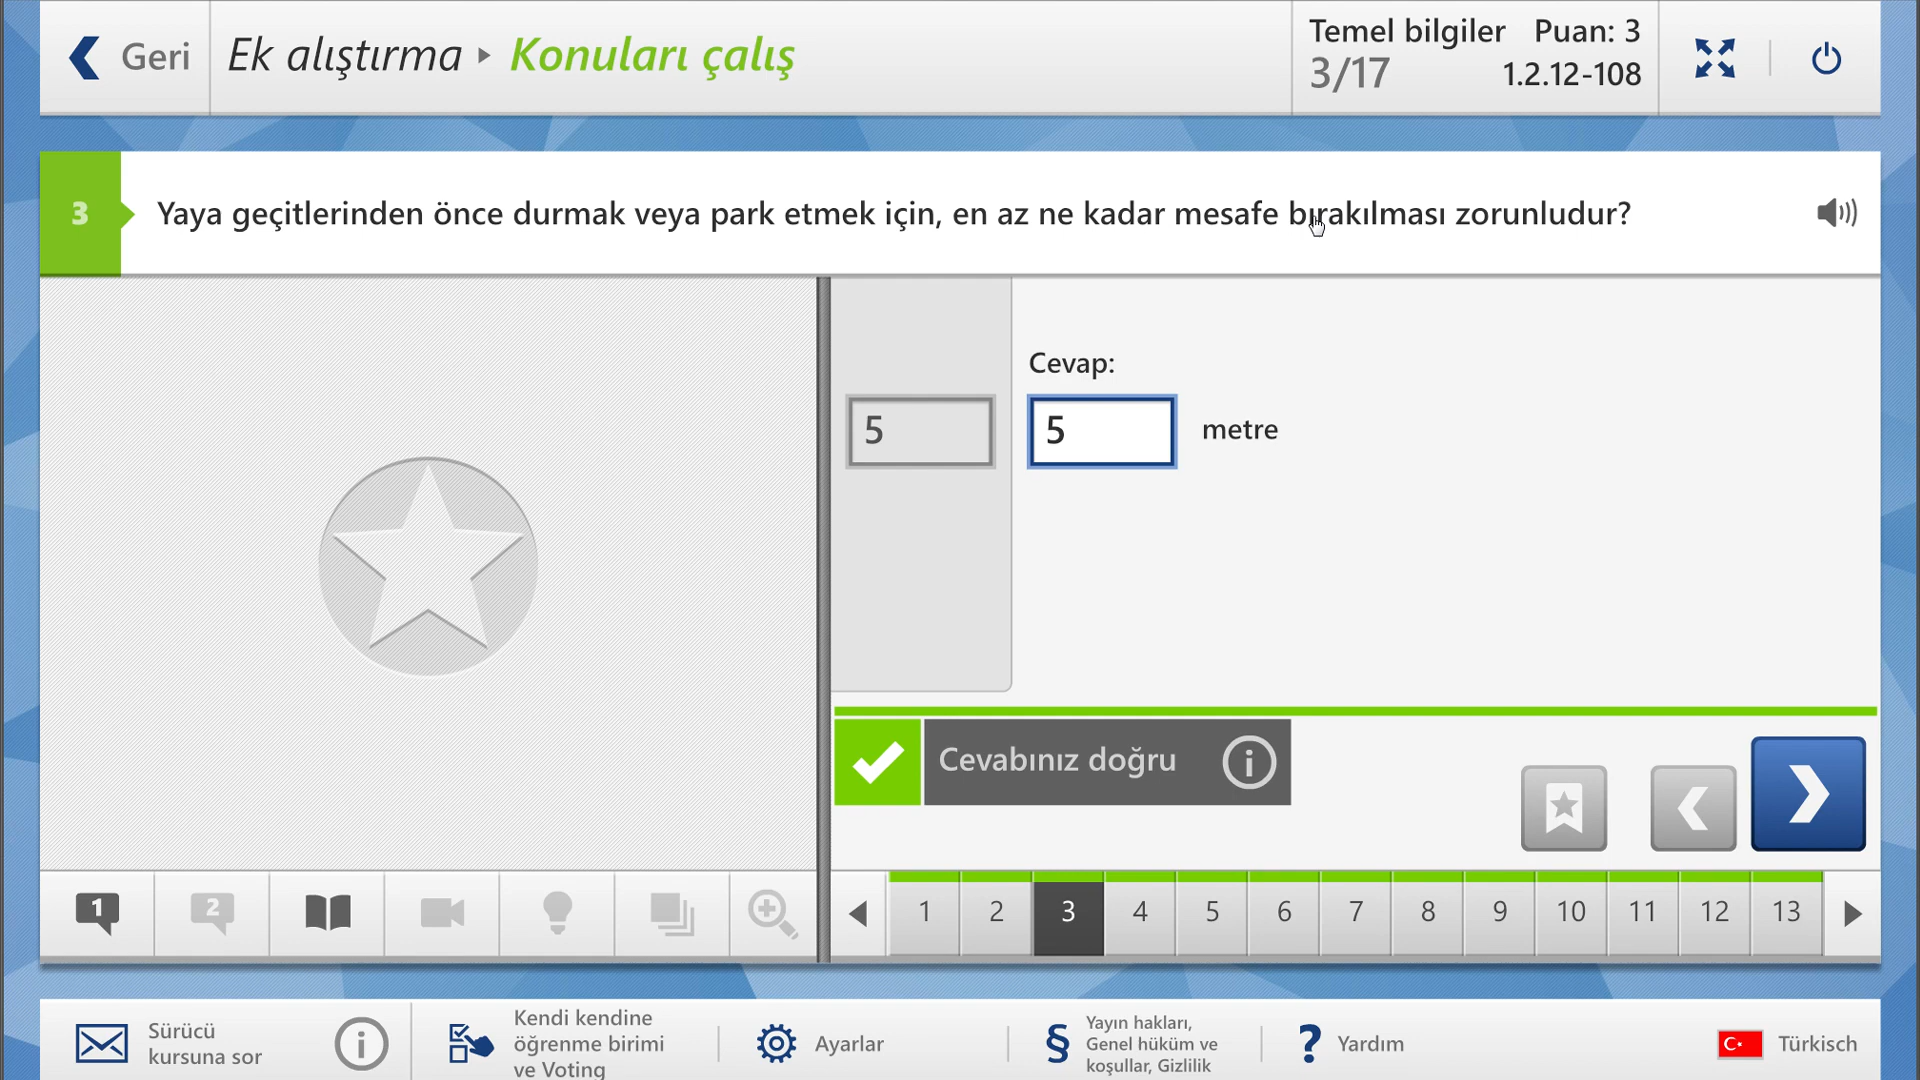 Geri
Ek alıştırma ▸ Konuları çalış
Temel bilgiler Puan: 3
3/17 1.2.12-108
3
Yaya geçitlerinden önce durmak veya park etmek için, en az ne kadar mesafe bırakılması zorunludur?
Cevap:
5 5 metre
Cevabınız doğru
1 2
1 2 3 4 5 6 7 8 9 10 11 12 13
Sürücü
kursuna sor
Kendi kendine
öğrenme birimi
ve Voting
Ayarlar
§
Yayın hakları,
Genel hüküm ve
koşullar, Gizlilik
? Yardım
Türkisch